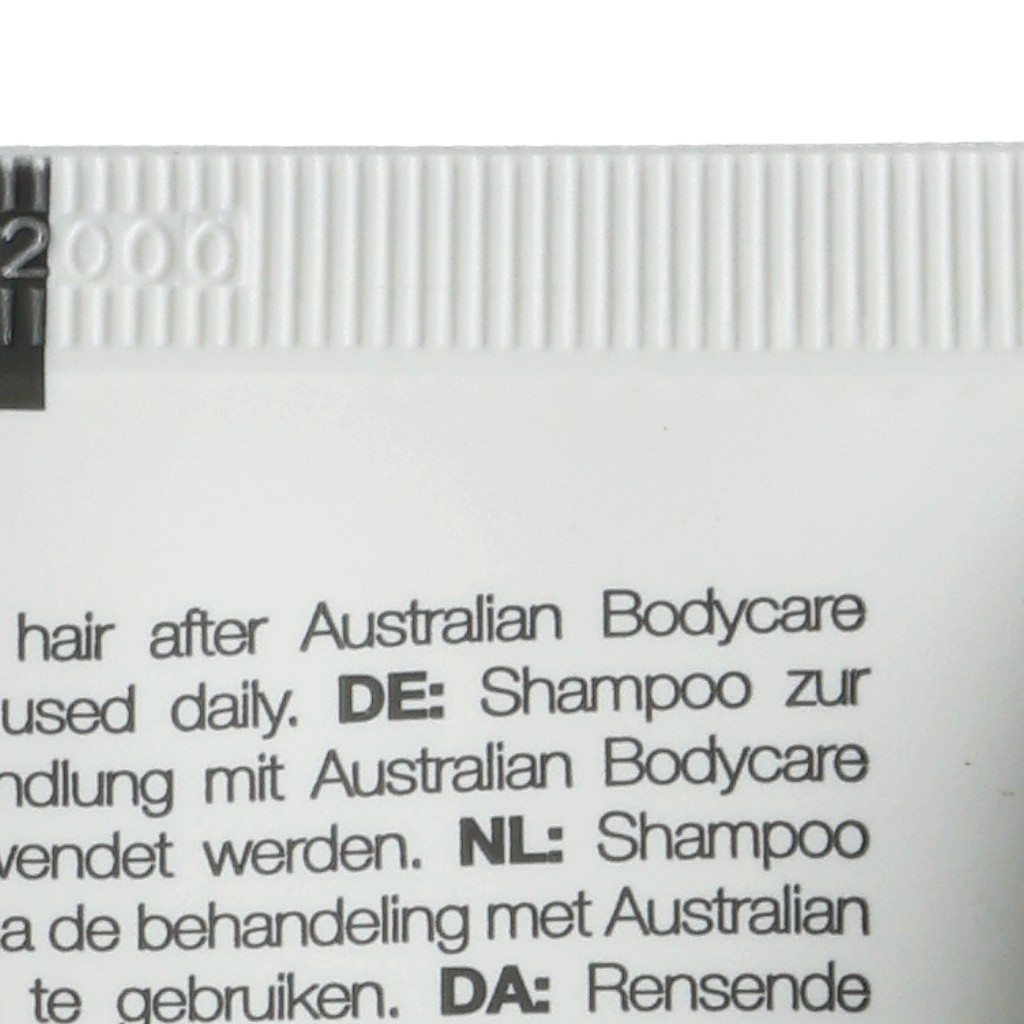 2000
hair after Australian Bodycare
used daily. DE: Shampoo zur
ndlung mit Australian Bodycare
wendet werden. NL: Shampoo
a de behandeling met Australian
te gebruiken. DA: Rensende